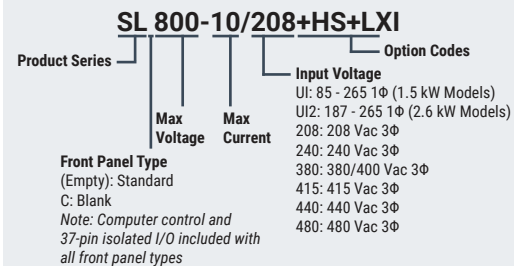 SL 800-10/208+HS+LXI
Product Series
Option Codes
Max
Voltage
Max
Current
Input Voltage
UI: 85 - 265 1Φ (1.5 kW Models)
UI2: 187 - 265 1Φ (2.6 kW Models)
208: 208 Vac 3Φ
240: 240 Vac 3Φ
380: 380/400 Vac 3Φ
415: 415 Vac 3Φ
440: 440 Vac 3Φ
480: 480 Vac 3Φ
Front Panel Type
(Empty): Standard
C: Blank
Note: Computer control and
37-pin isolated I/O included with
all front panel types